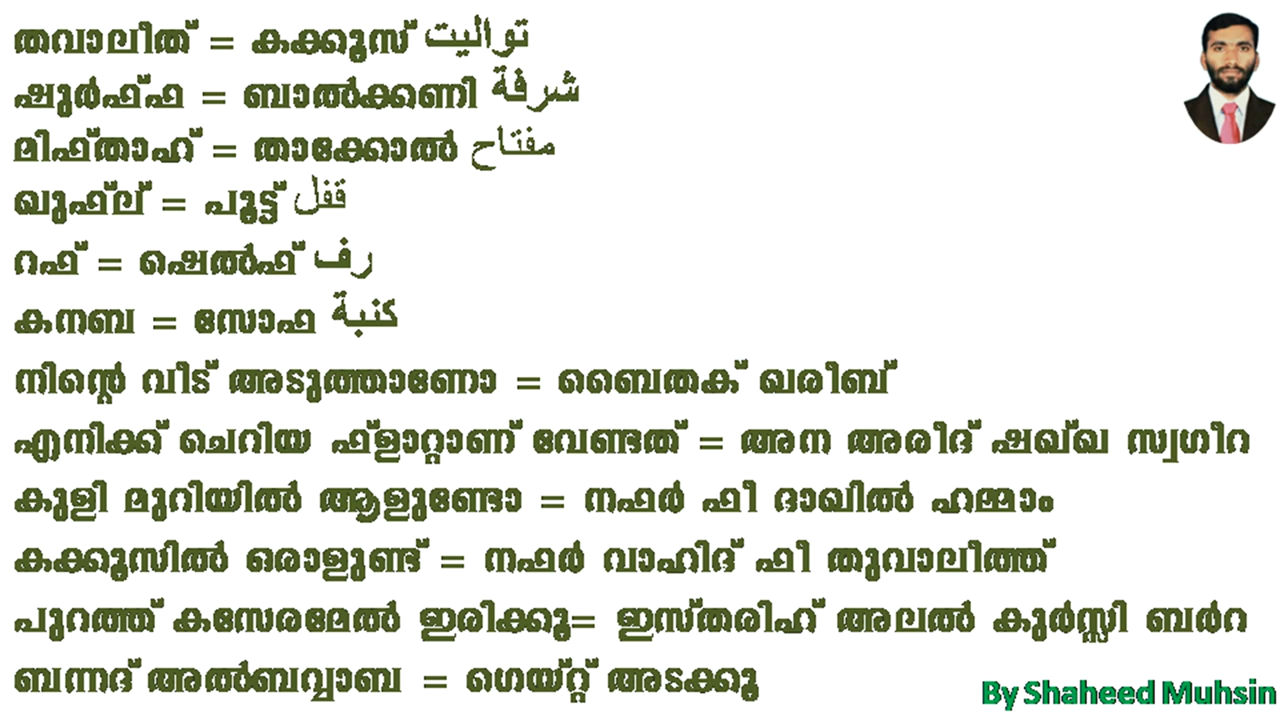 തവാലീത് = കക്കൂസ് تواليت
ഷുർഫ്ഫ = ബാൽക്കണി شرفة
മിഫ്താഹ് = താക്കോൽ مفتاح
ഖുഫ്ല് = പൂട്ട് قفل
റഫ് = ഷെൽഫ് رف
കനബ = സോഫ كنبة
നിന്റെ വീട് അടുത്താണോ = ബൈതക് ഖരീബ്
എനിക്ക് ചെറിയ ഫ്ളാറ്റാണ് വേണ്ടത് = അന അരീദ് ഷഖ്ഖ സ്വഗീറ
കുളി മുറിയിൽ ആളുണ്ടോ = നഫർ ഫീ ദാഖിൽ ഹമ്മാം
കക്കൂസിൽ ഒരാളുണ്ട് = നഫർ വാഹിദ് ഫീ തുവാലീത്ത്
പുറത്ത് കസേരമേൽ ഇരിക്കൂ= ഇസ്തരിഹ് അലൽ കുർസ്സി ബർറ
ബന്നദ് അൽബവ്വാബ = ഗെയ്റ്റ് അടക്കൂ
By Shaheed Muhsin